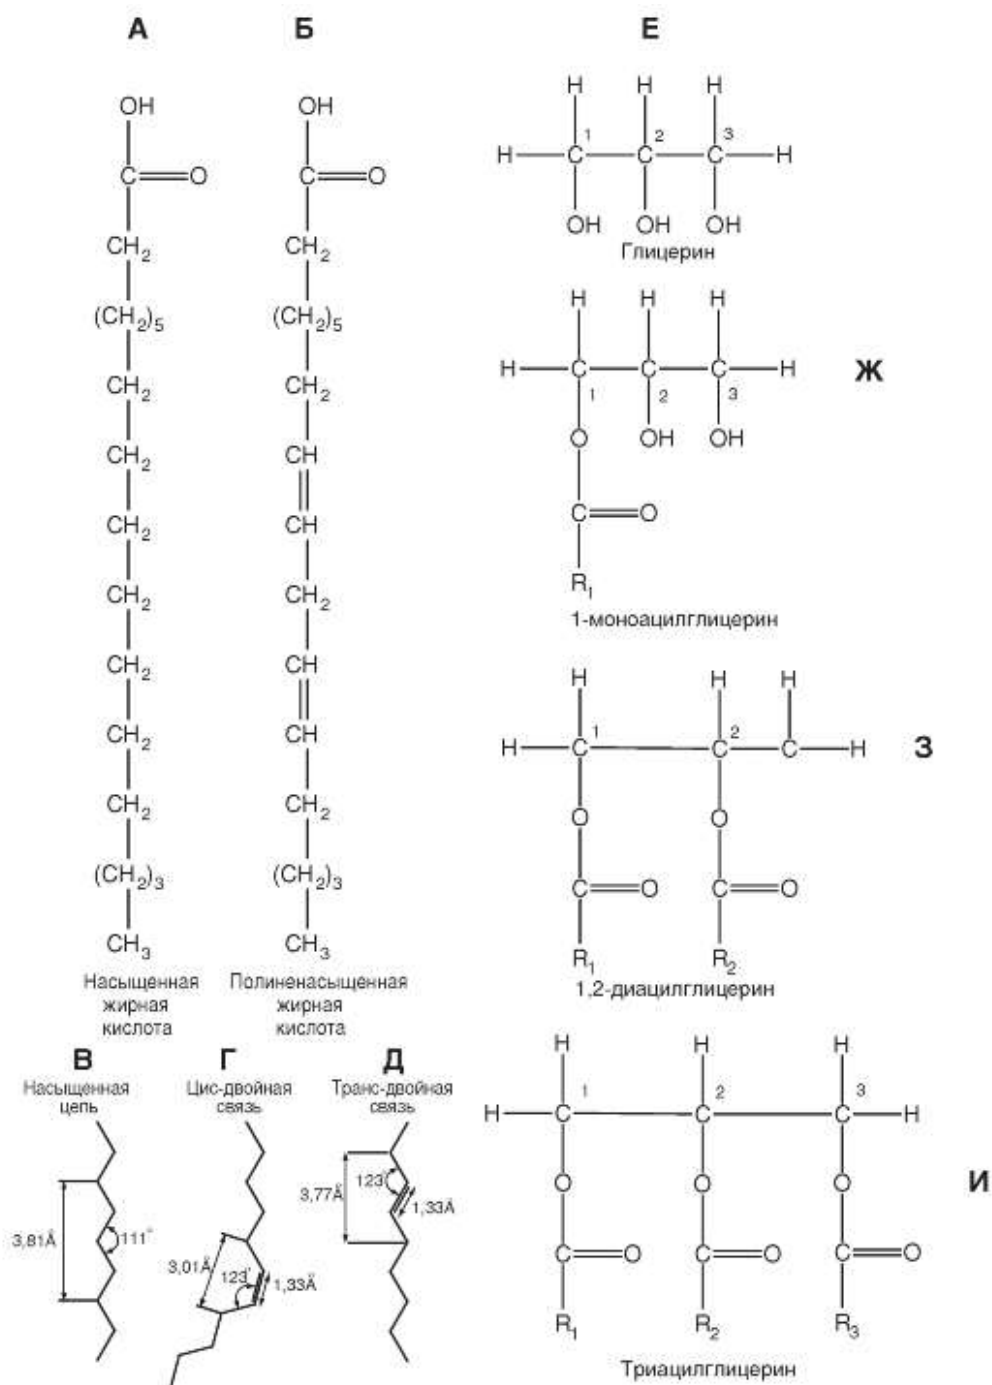 А Б Е
OH
C=O
CH₂
(CH₂)₅
CH₂
CH₂
CH₂
CH₂
CH₂
CH₂
CH₂
(CH₂)₃
CH₃
Насыщенная
жирная
кислота
OH
C=O
CH₂
(CH₂)₅
CH₂
CH
CH
CH₂
CH
CH
CH₂
(CH₂)₃
CH₃
Полиненасыщенная
жирная
кислота
H H H
1 2 3
H C C C H
OH OH OH
Глицерин
H H H
H C C C H
1 2 3
O OH OH
C=O
R₁
1-моноацилглицерин
Ж
H H H
1 2
H C C C H
O O
C=O C=O
R₁ R₂
1,2-диацилглицерин
З
H H H
1 2 3
H C C C H
O O O
C=O C=O C=O
R₁ R₂ R₃
Триацилглицерин
И
В
Насыщенная
цепь
3,81Å
111°
Г
Цис-двойная
связь
3,01Å
123°
1,33Å
Д
Транс-двойная
связь
3,77Å
123°
1,33Å